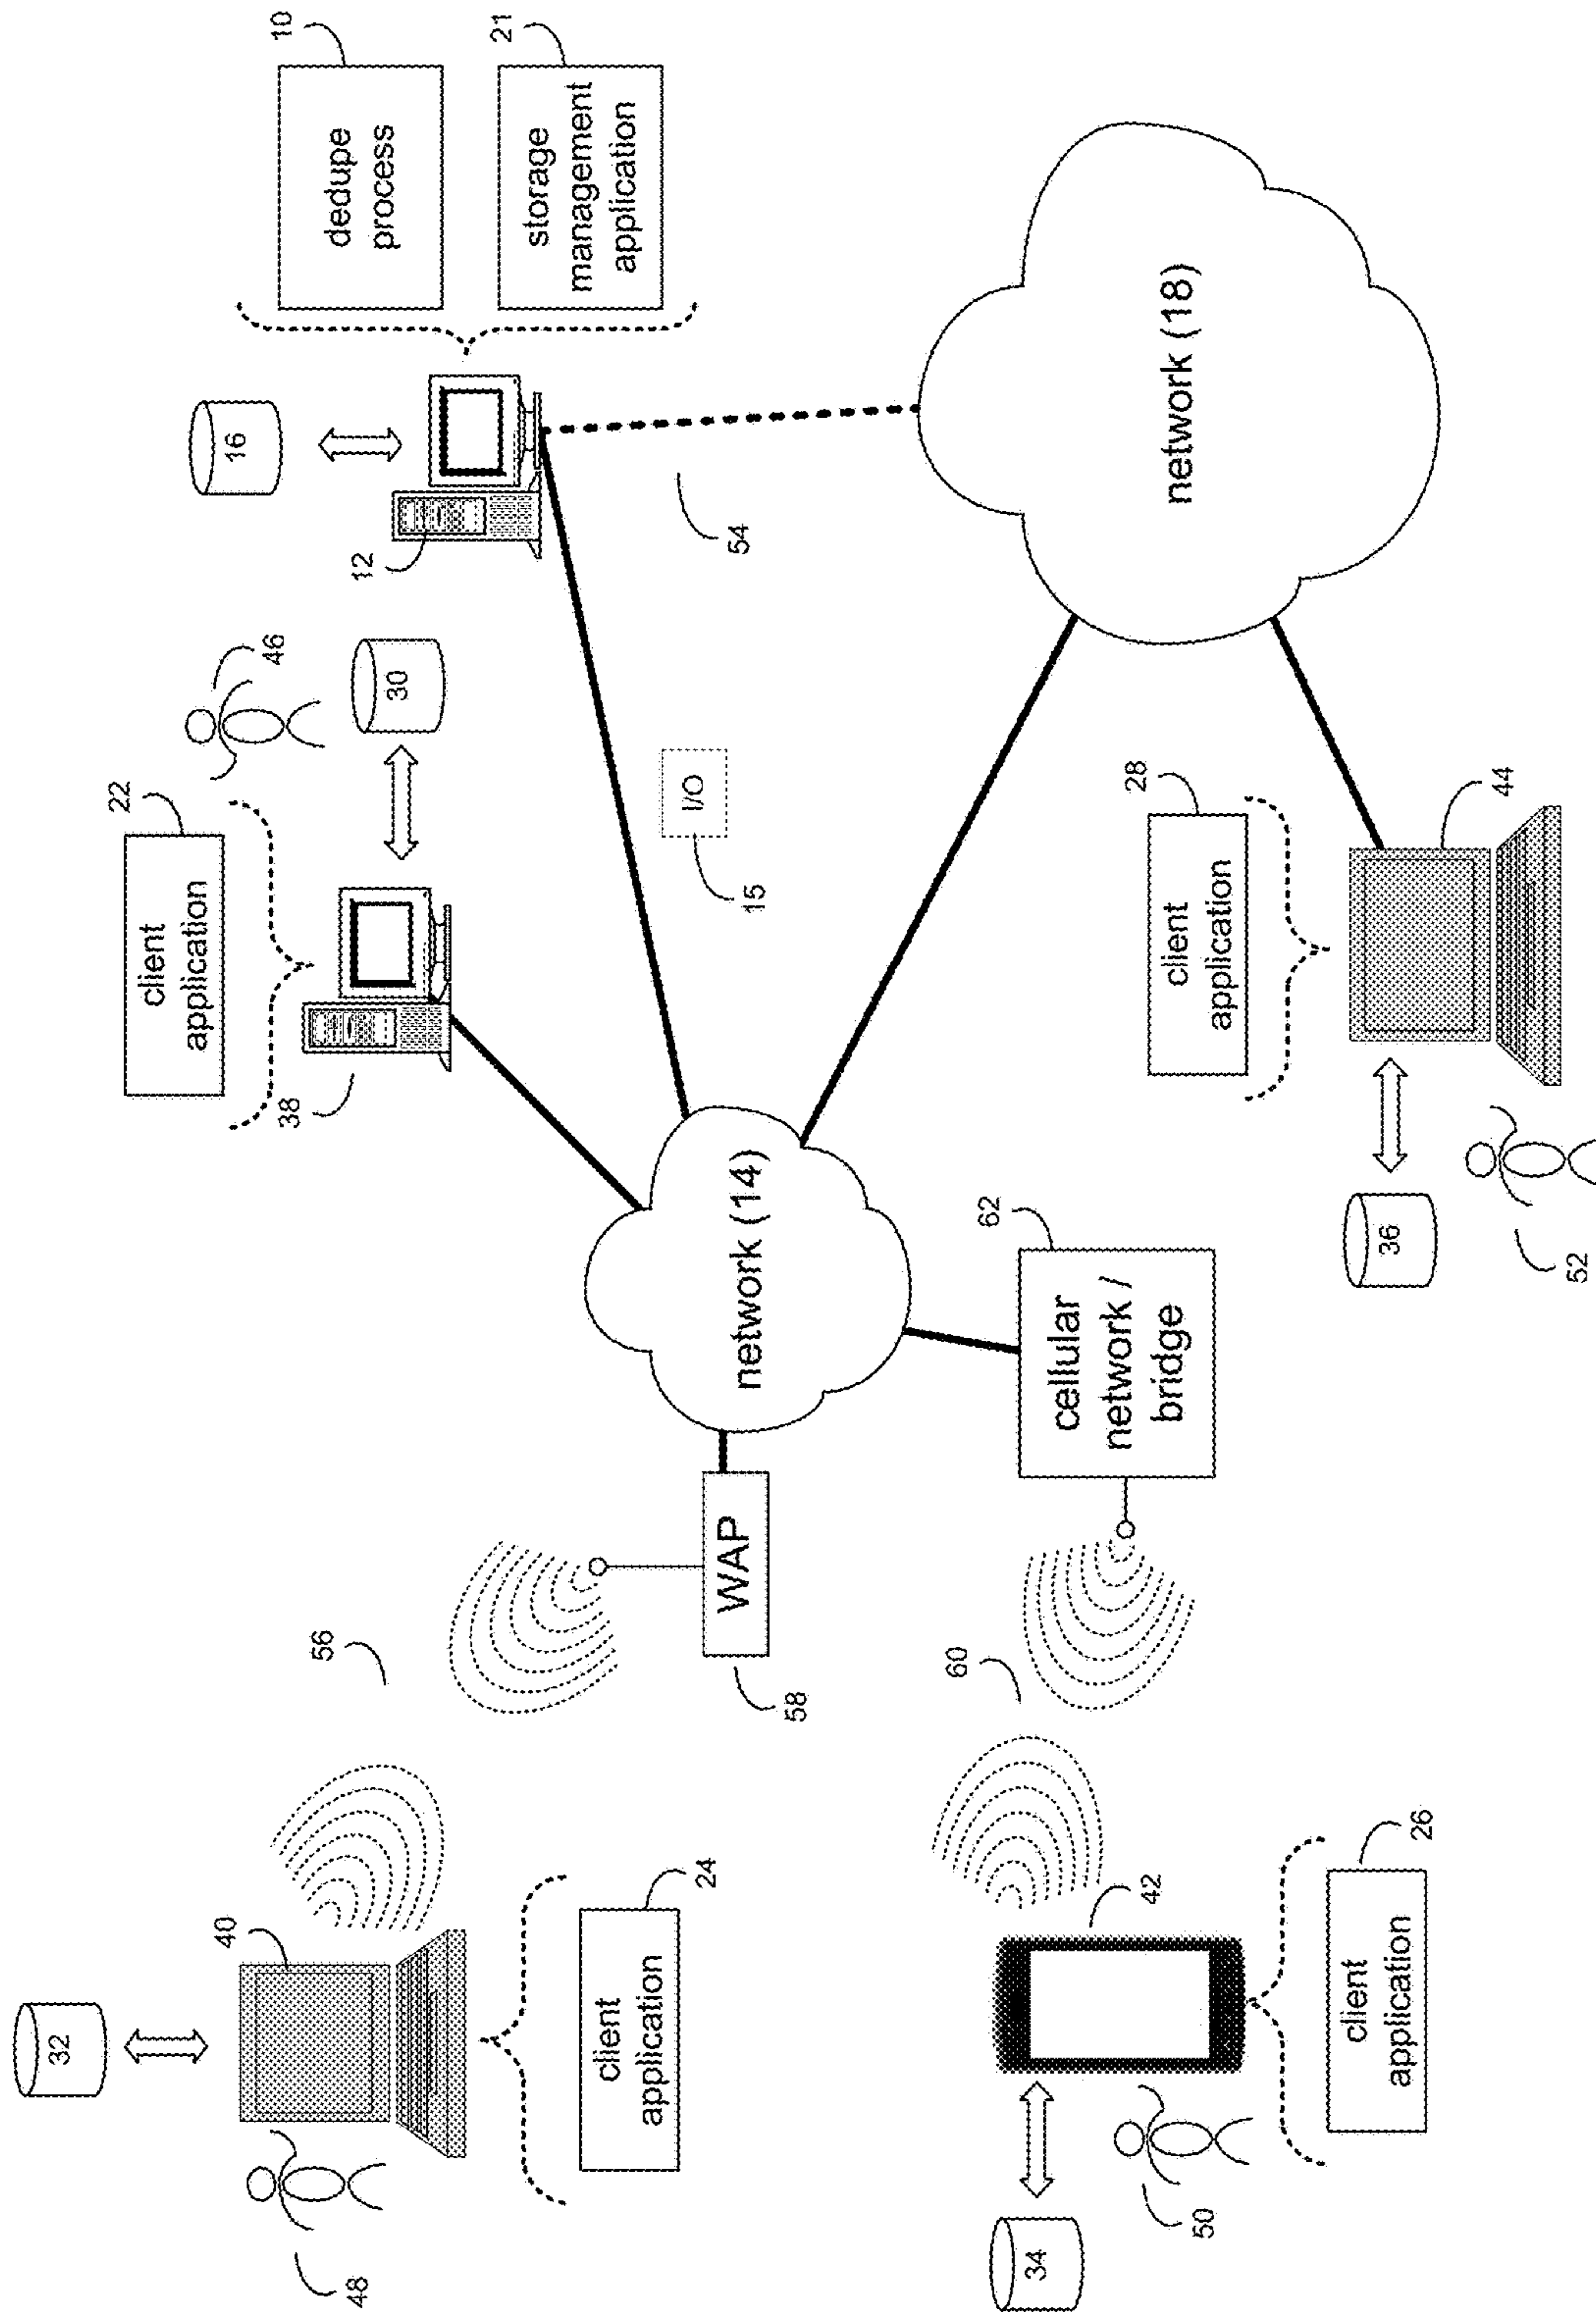 32
22
client
application
16
10
dedupe
process
40
48
56
38
46
30
12
21
storage
management
application
24
client
application
58
WAP
network (14)
I/O
15
54
60
62
cellular
network /
bridge
34
42
50
28
client
application
network (18)
26
client
application
36
44
52